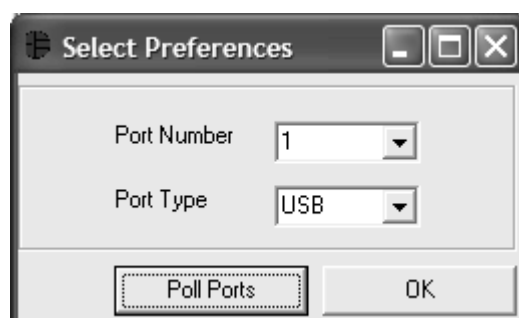 Select Preferences
Port Number 1
Port Type USB
Poll Ports OK